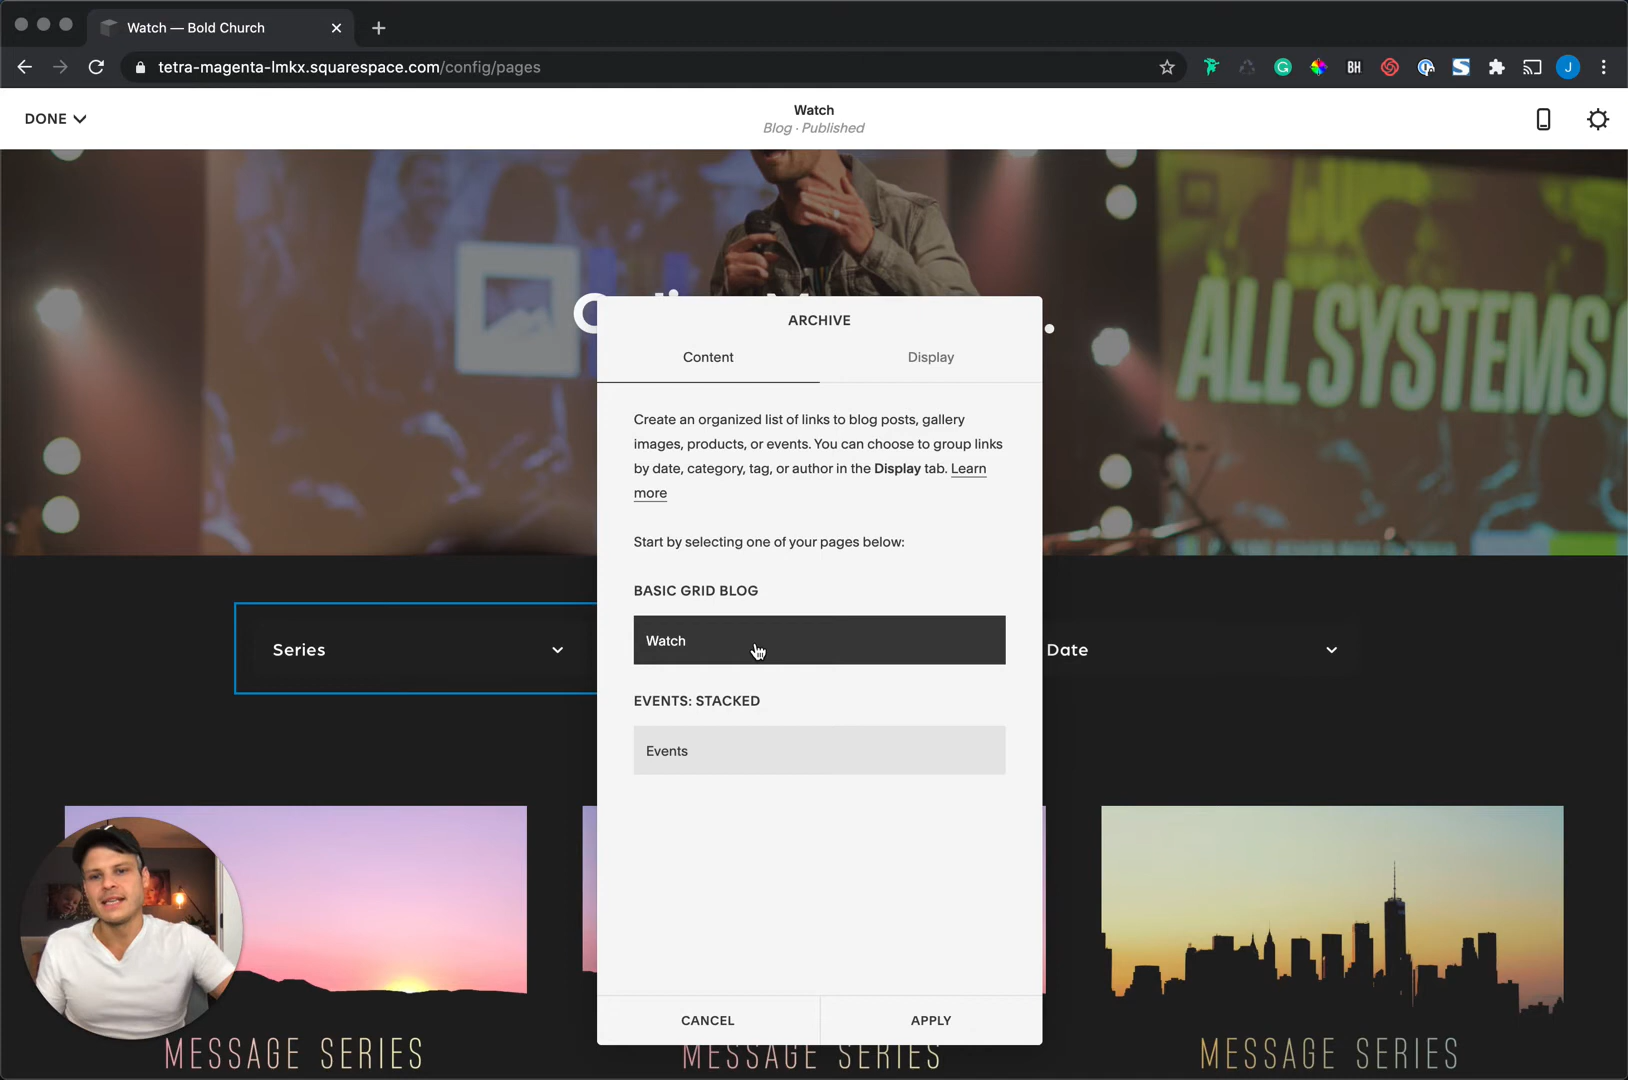 Watch — Bold Church
tetra-magenta-lmkx.squarespace.com/config/pages
BH
S
J
DONE
Watch
Blog · Published
ALL SYSTEMS
ARCHIVE
Content
Display
Create an organized list of links to blog posts, gallery
images, products, or events. You can choose to group links
by date, category, tag, or author in the Display tab. Learn
more
Start by selecting one of your pages below:
BASIC GRID BLOG
Watch
Series
Date
EVENTS: STACKED
Events
CANCEL
APPLY
MESSAGE SERIES
MESSAGE SERIES
MESSAGE SERIES